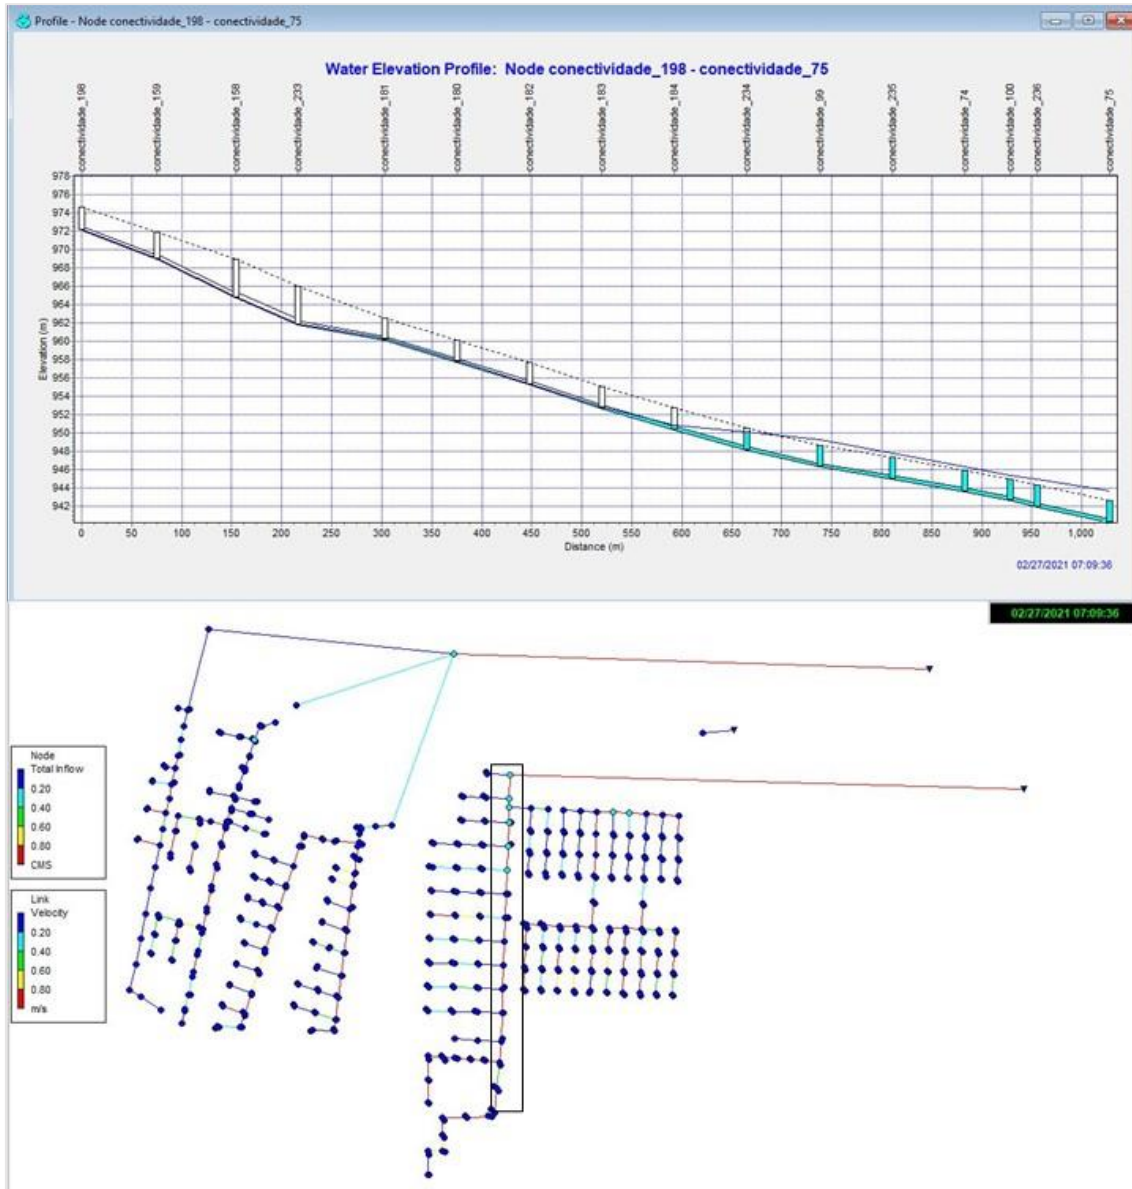 Profile - Node conectividade_198 - conectividade_75
Water Elevation Profile: Node conectividade_198 - conectividade_75
conectividade_198
conectividade_159
conectividade_158
conectividade_233
conectividade_181
conectividade_180
conectividade_182
conectividade_183
conectividade_184
conectividade_234
conectividade_99
conectividade_235
conectividade_74
conectividade_100
conectividade_236
conectividade_75
Elevation (m)
978
976
974
972
970
968
966
964
962
960
958
956
954
952
950
948
946
944
942
0 50 100 150 200 250 300 350 400 450 500 550 600 650 700 750 800 850 900 950 1,000
Distance (m)
02/27/2021 07:09:36
02/27/2021 07:09:36
Node
Total Inflow
0.20
0.40
0.60
0.80
CMS
Link
Velocity
0.20
0.40
0.60
0.80
m/s